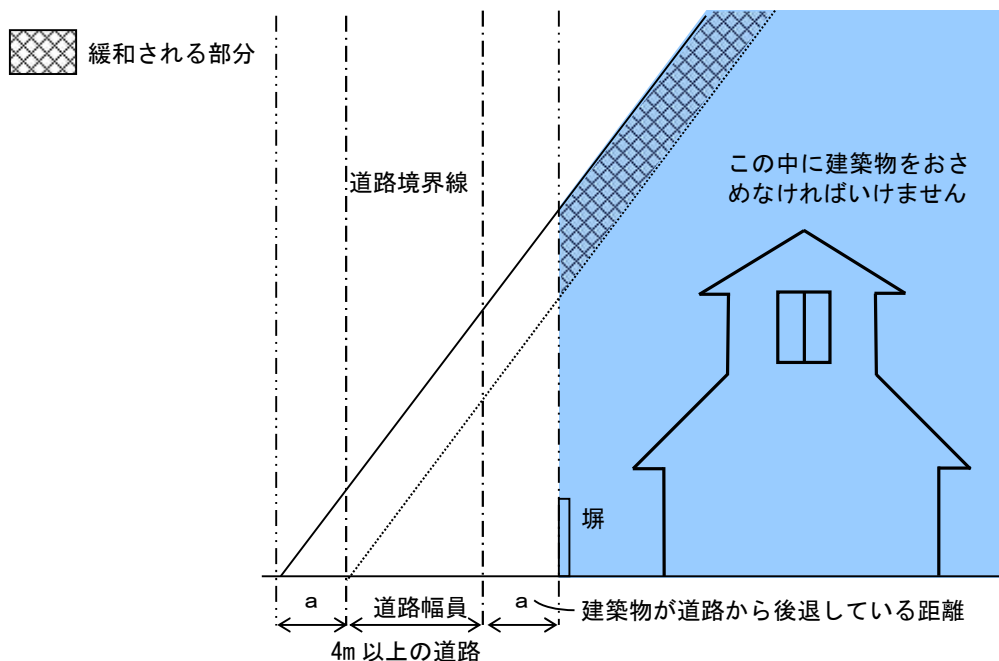 緩和される部分
道路境界線
この中に建築物をおさ
めなければいけません
塀
a
道路幅員
a
建築物が道路から後退している距離
4m 以上の道路